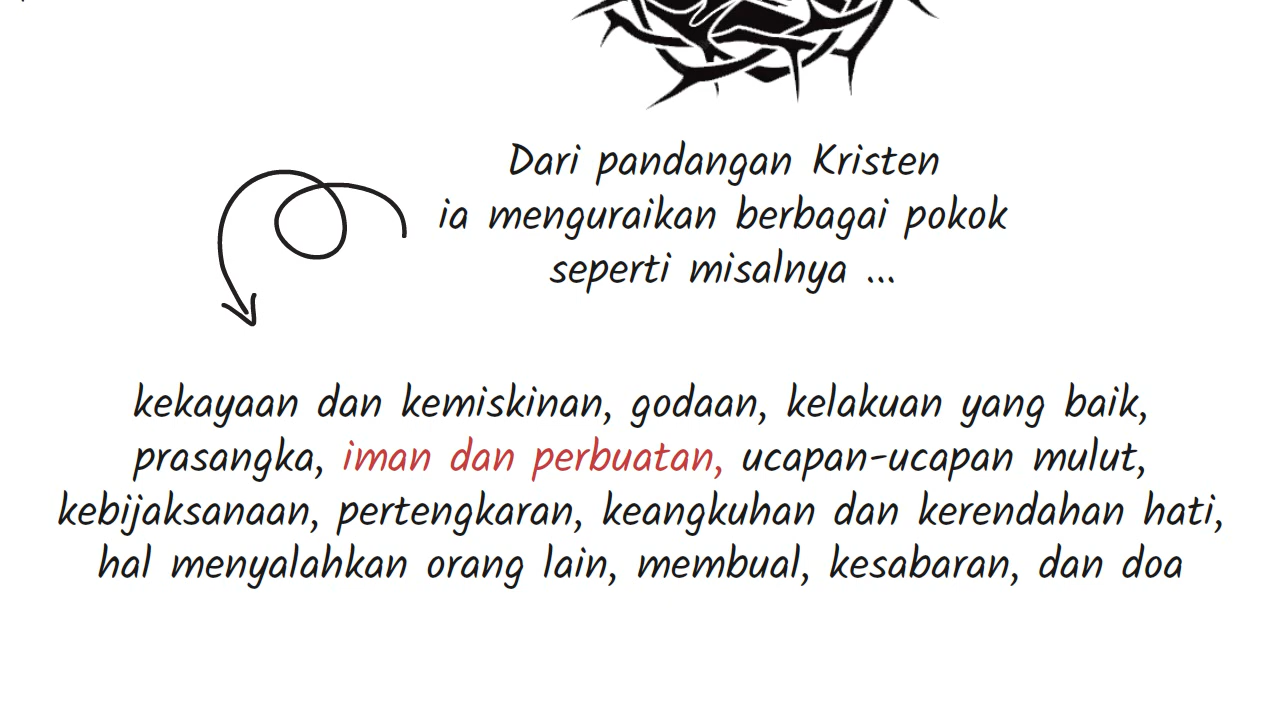 Dari pandangan Kristen
ia menguraikan berbagai pokok
seperti misalnya ...
kekayaan dan kemiskinan, godaan, kelakuan yang baik,
prasangka, iman dan perbuatan, ucapan-ucapan mulut,
kebijaksanaan, pertengkaran, keangkuhan dan kerendahan hati,
hal menyalahkan orang lain, membual, kesabaran, dan doa